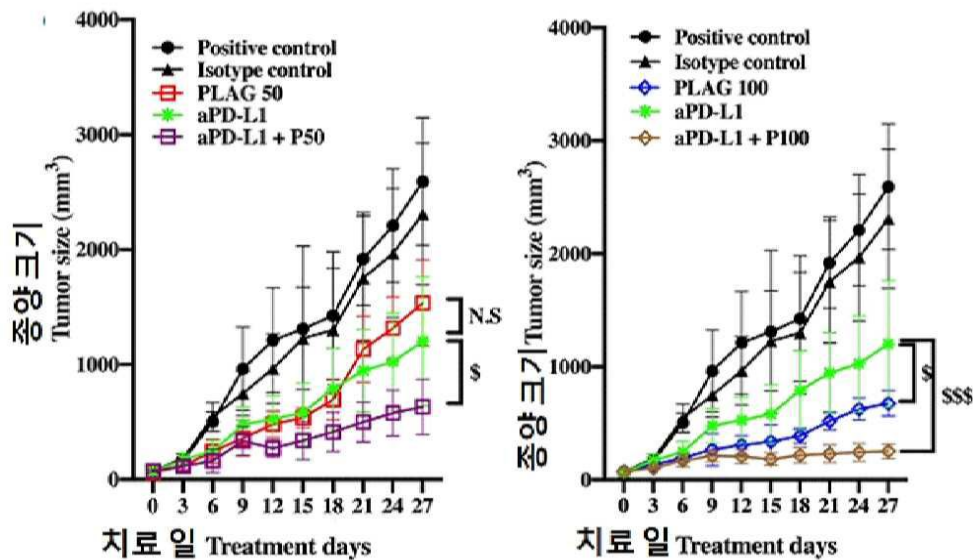 4000
3000
2000
1000
0
종양 크기
Tumor size (mm³)
Positive control
Isotype control
PLAG 50
aPD-L1
aPD-L1 + P50
N.S
$
0 3 6 9 12 15 18 21 24 27
치료 일 Treatment days
4000
3000
2000
1000
0
종양 크기
Tumor size (mm³)
Positive control
Isotype control
PLAG 100
aPD-L1
aPD-L1 + P100
$
$$$
0 3 6 9 12 15 18 21 24 27
치료 일 Treatment days